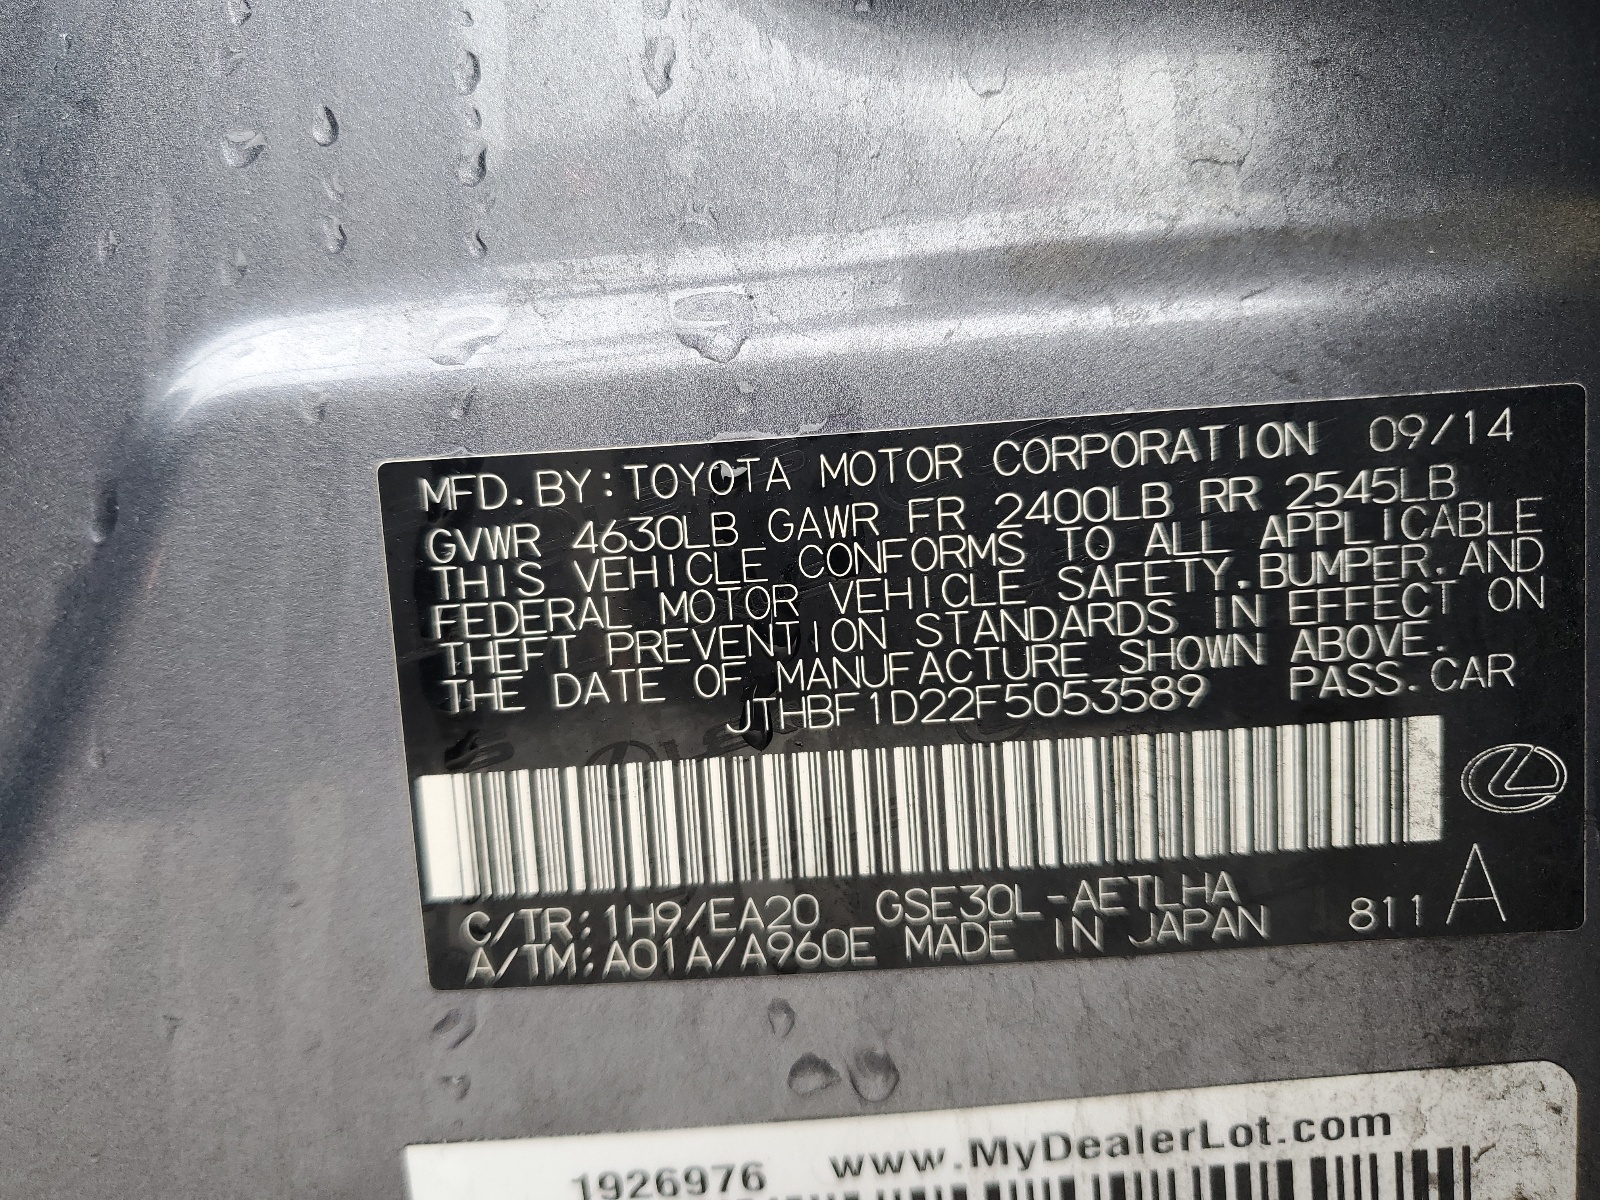 MFD. BY: TOYOTA MOTOR CORPORATION 09/14
GVWR 4630LB GAWR FR 2400LB RR 2545LB
THIS VEHICLE CONFORMS TO ALL APPLICABLE
FEDERAL MOTOR VEHICLE SAFETY, BUMPER, AND
THEFT PREVENTION STANDARDS IN EFFECT ON
THE DATE OF MANUFACTURE SHOWN ABOVE.
JTHBF1D22F5053589 PASS. CAR
C/TR: 1H9/EA20 GSE30L-AETLHA
A/TM: A01A/A960E MADE IN JAPAN 811 A
1926976 www.MyDealerLot.com